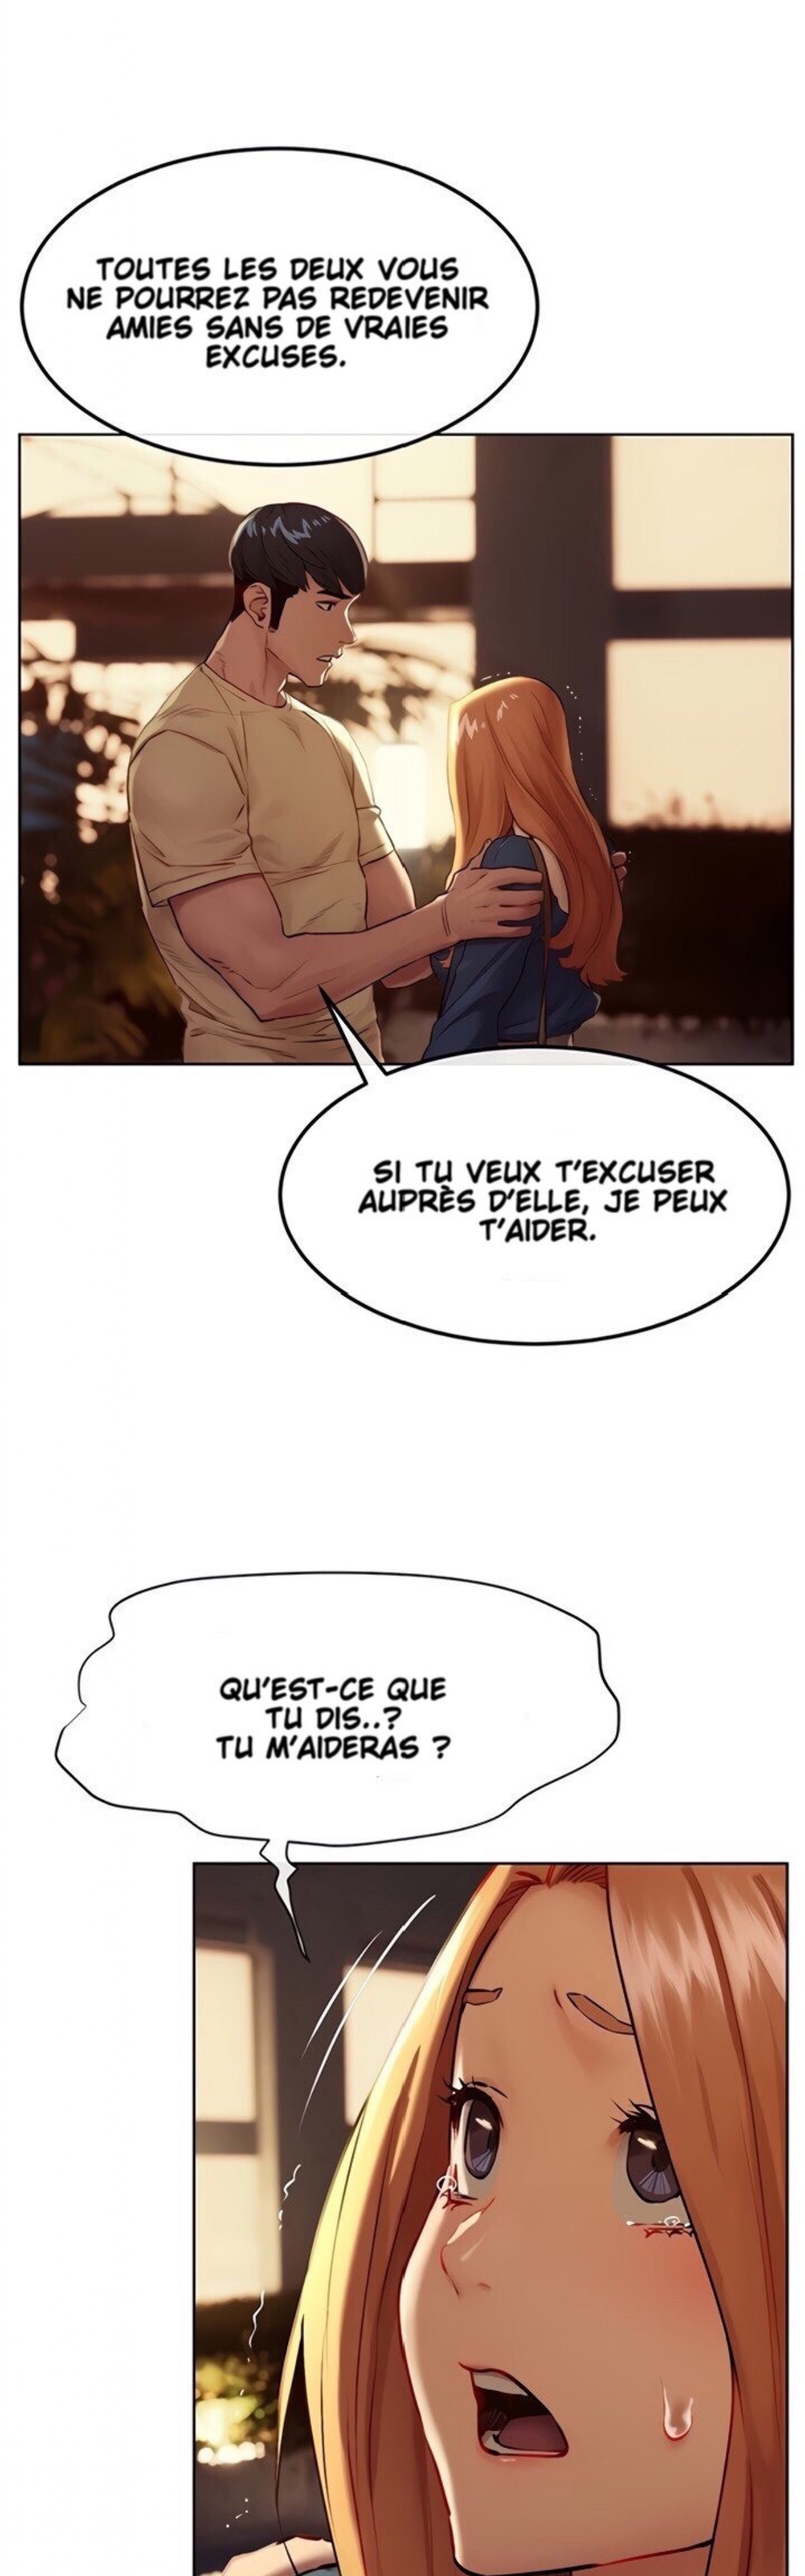 TOUTES LES DEUX VOUS
NE POURREZ PAS REDEVENIR
AMIES SANS DE VRAIES
EXCUSES.
SI TU VEUX T'EXCUSER
AUPRÈS D'ELLE, JE PEUX
T'AIDER.
QU'EST-CE QUE
TU DIS..?
TU M'AIDERAS ?